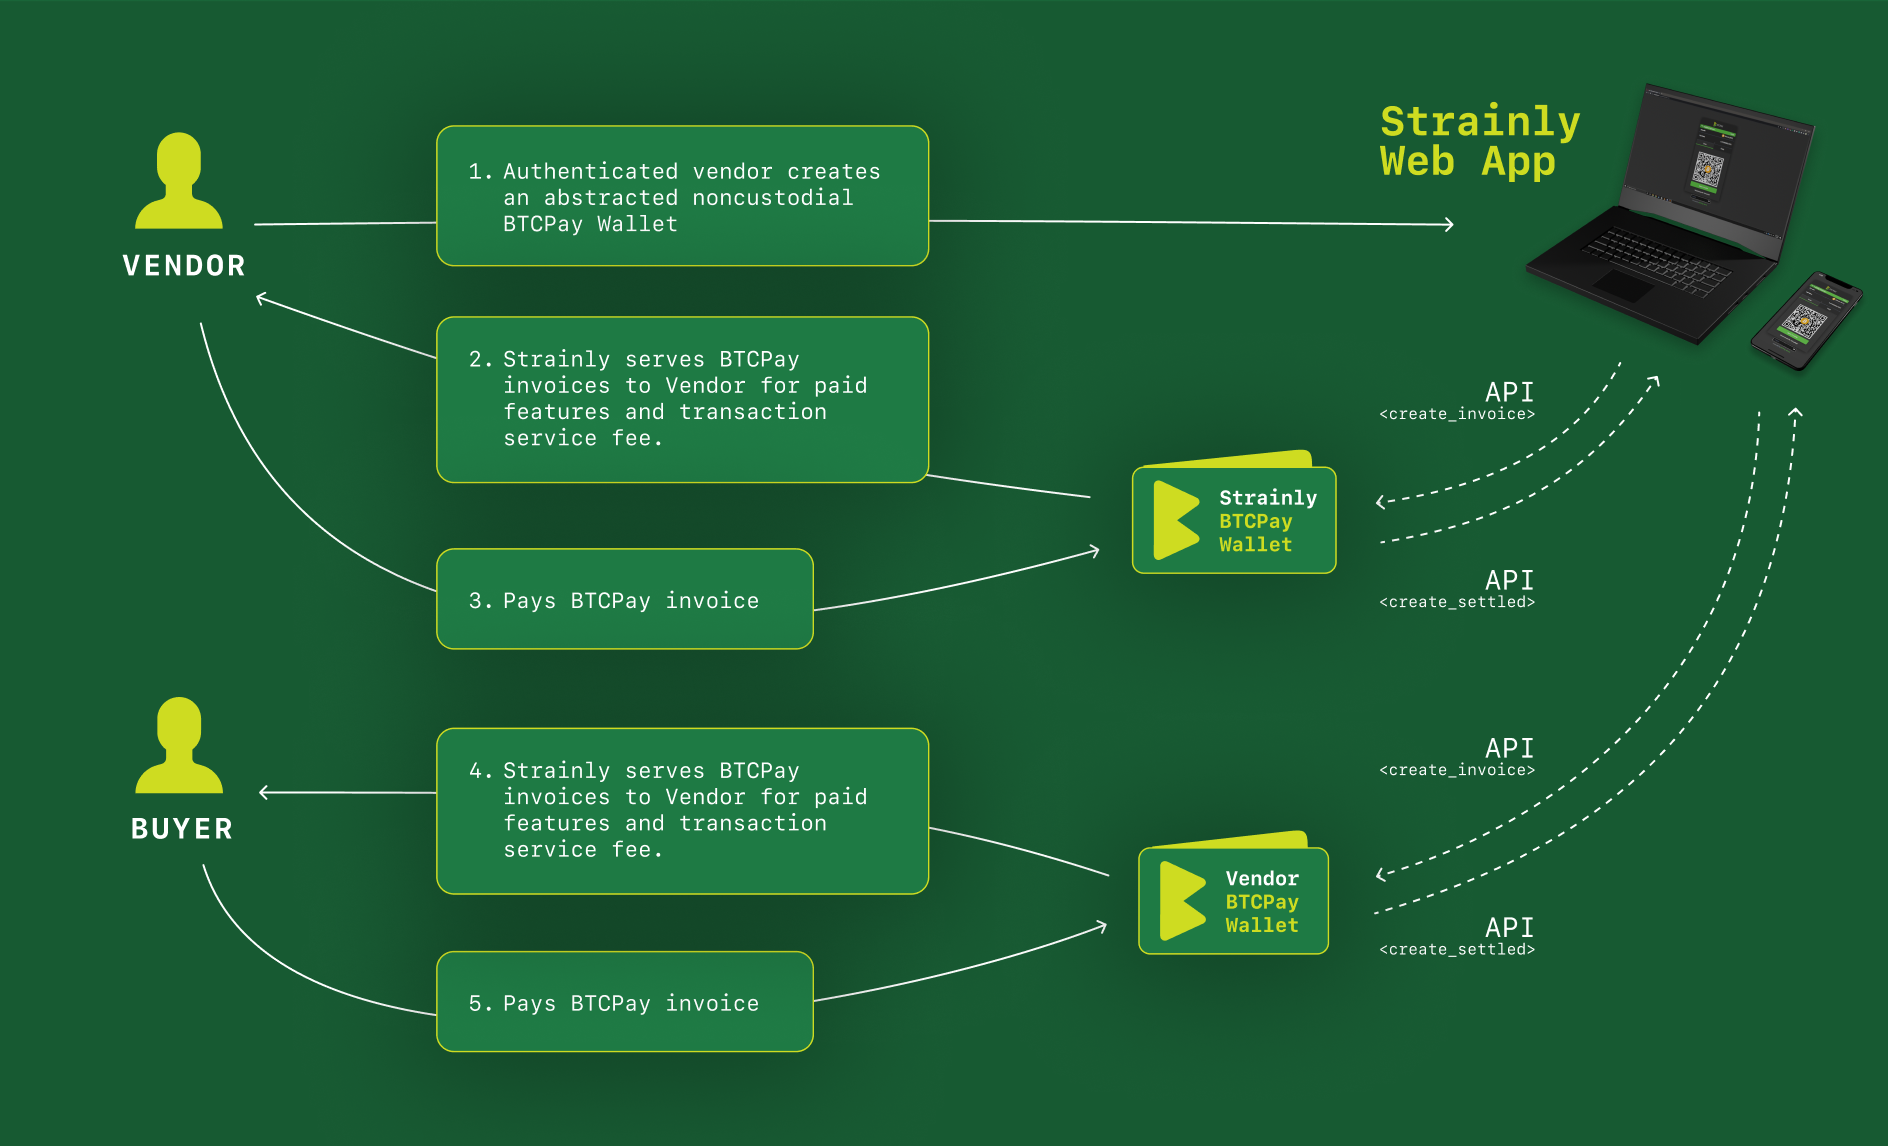 Strainly
Web App
VENDOR
1. Authenticated vendor creates
an abstracted noncustodial
BTCPay Wallet
2. Strainly serves BTCPay
invoices to Vendor for paid
features and transaction
service fee.
API
<create_invoice>
Strainly
BTCPay
Wallet
3. Pays BTCPay invoice
API
<create_settled>
BUYER
4. Strainly serves BTCPay
invoices to Vendor for paid
features and transaction
service fee.
API
<create_invoice>
Vendor
BTCPay
Wallet
5. Pays BTCPay invoice
API
<create_settled>